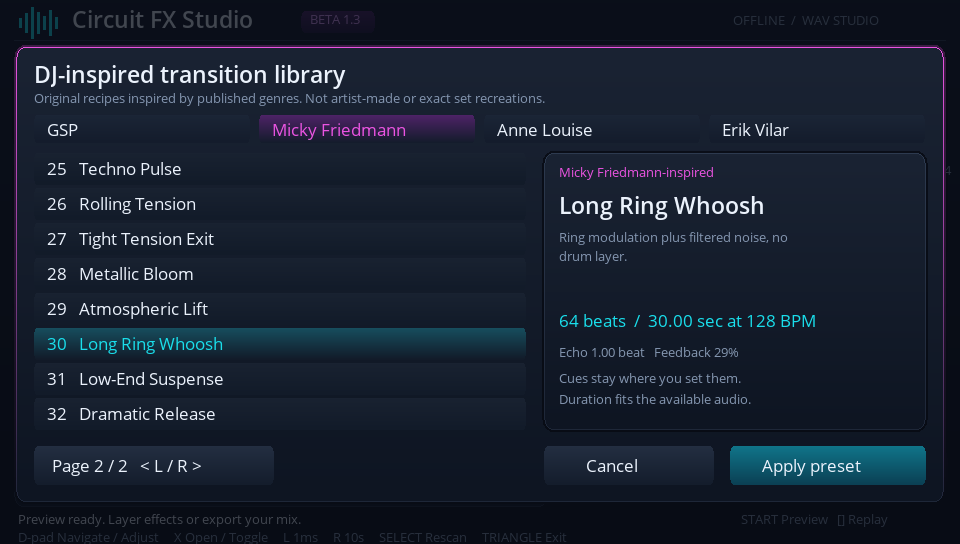 Circuit FX Studio
BETA 1.3
OFFLINE / WAV STUDIO
DJ-inspired transition library
Original recipes inspired by published genres. Not artist-made or exact set recreations.
GSP
Micky Friedmann
Anne Louise
Erik Vilar
25 Techno Pulse
26 Rolling Tension
27 Tight Tension Exit
28 Metallic Bloom
29 Atmospheric Lift
30 Long Ring Whoosh
31 Low-End Suspense
32 Dramatic Release
Micky Friedmann-inspired
Long Ring Whoosh
Ring modulation plus filtered noise, no
drum layer.
64 beats / 30.00 sec at 128 BPM
Echo 1.00 beat Feedback 29%
Cues stay where you set them.
Duration fits the available audio.
Page 2 / 2 < L / R >
Cancel
Apply preset
Preview ready. Layer effects or export your mix.
START Preview [] Replay
D-pad Navigate / Adjust X Open / Toggle L 1ms R 10s SELECT Rescan TRIANGLE Exit